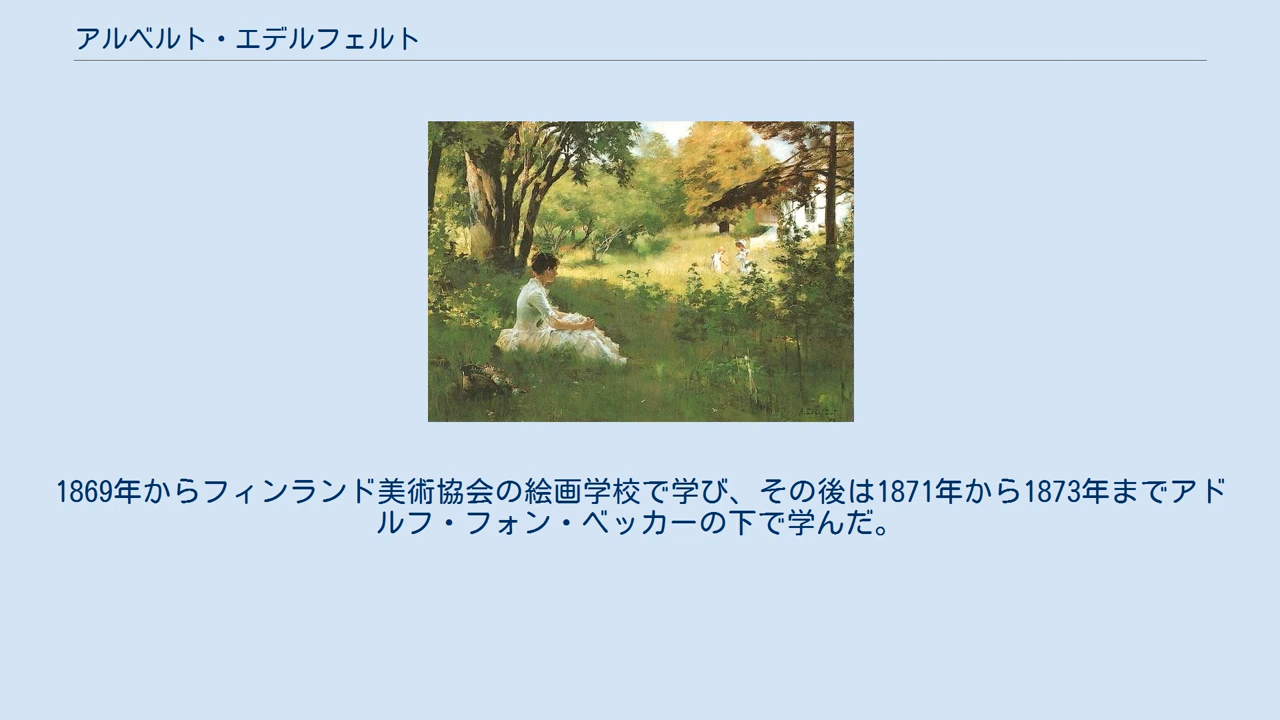 アルベルト・エデルフェルト
1869年からフィンランド美術協会の絵画学校で学び、その後は1871年から1873年までアド
ルフ・フォン・ベッカーの下で学んだ。